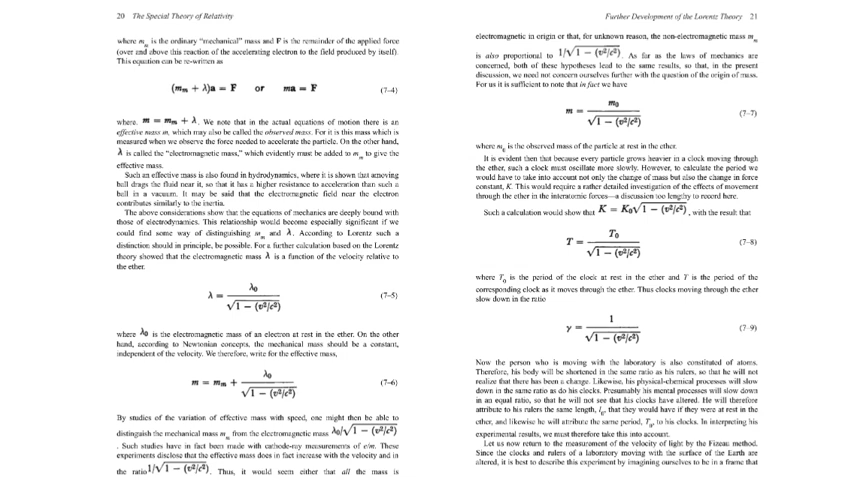 20 The Special Theory of Relativity
where mₘ is the ordinary "mechanical" mass and F is the remainder of the applied force
(over and above this reaction of the accelerating electron to the field produced by itself).
This equation can be re-written as
(mₘ + λ)a = F or ma = F (7–4)
where. m = mₘ + λ. We note that in the actual equations of motion there is an
effective mass m, which may also be called the observed mass. For it is this mass which is
measured when we observe the force needed to accelerate the particle. On the other hand,
λ is called the "electromagnetic mass," which evidently must be added to mₘ to give the
effective mass.
Such an effective mass is also found in hydrodynamics, where it is shown that a moving
ball drags the fluid near it, so that it has a higher resistance to acceleration than such a
ball in a vacuum. It may be said that the electromagnetic field near the electron
contributes similarly to the inertia.
The above considerations show that the equations of mechanics are deeply bound with
those of electrodynamics. This relationship would become especially significant if we
could find some way of distinguishing mₘ and λ. According to Lorentz such a
distinction should in principle, be possible. For a further calculation based on the Lorentz
theory showed that the electromagnetic mass λ is a function of the velocity relative to
the ether.
λ = λ₀/√1 − (v²/c²) (7–5)
where λ₀ is the electromagnetic mass of an electron at rest in the ether. On the other
hand, according to Newtonian concepts, the mechanical mass should be a constant,
independent of the velocity. We therefore, write for the effective mass,
m = mₘ + λ₀/√1 − (v²/c²) (7–6)
By studies of the variation of effective mass with speed, one might then be able to
distinguish the mechanical mass mₘ from the electromagnetic mass λ₀/√1 − (v²/c²)
. Such studies have in fact been made with cathode-ray measurements of e/m. These
experiments disclose that the effective mass does in fact increase with the velocity and in
the ratio 1/√1 − (v²/c²). Thus, it would seem either that all the mass is
Further Development of the Lorentz Theory 21
electromagnetic in origin or that, for unknown reason, the non-electromagnetic mass mₘ
is also proportional to 1/√1 − (v²/c²). As far as the laws of mechanics are
concerned, both of these hypotheses lead to the same results, so that, in the present
discussion, we need not concern ourselves further with the question of the origin of mass.
For us it is sufficient to note that in fact we have
m = m₀/√1 − (v²/c²) (7–7)
where m₀ is the observed mass of the particle at rest in the ether.
It is evident then that because every particle grows heavier in a clock moving through
the ether, such a clock must oscillate more slowly. However, to calculate the period we
would have to take into account not only the change of mass but also the change in force
constant, K. This would require a rather detailed investigation of the effects of movement
through the ether in the interatomic forces—a discussion too lengthy to record here.
Such a calculation would show that K = K₀√1 − (v²/c²), with the result that
T = T₀/√1 − (v²/c²) (7–8)
where T₀ is the period of the clock at rest in the ether and T is the period of the
corresponding clock as it moves through the ether. Thus clocks moving through the ether
slow down in the ratio
γ = 1/√1 − (v²/c²) (7–9)
Now the person who is moving with the laboratory is also constituted of atoms.
Therefore, his body will be shortened in the same ratio as his rulers, so that he will not
realize that there has been a change. Likewise, his physical-chemical processes will slow
down in the same ratio as do his clocks. Presumably his mental processes will slow down
in an equal ratio, so that he will not see that his clocks have altered. He will therefore
attribute to his rulers the same length, l₀, that they would have if they were at rest in the
ether, and likewise he will attribute the same period, T₀, to his clocks. In interpreting his
experimental results, we must therefore take this into account.
Let us now return to the measurement of the velocity of light by the Fizeau method.
Since the clocks and rulers of a laboratory moving with the surface of the Earth are
altered, it is best to describe this experiment by imagining ourselves to be in a frame that